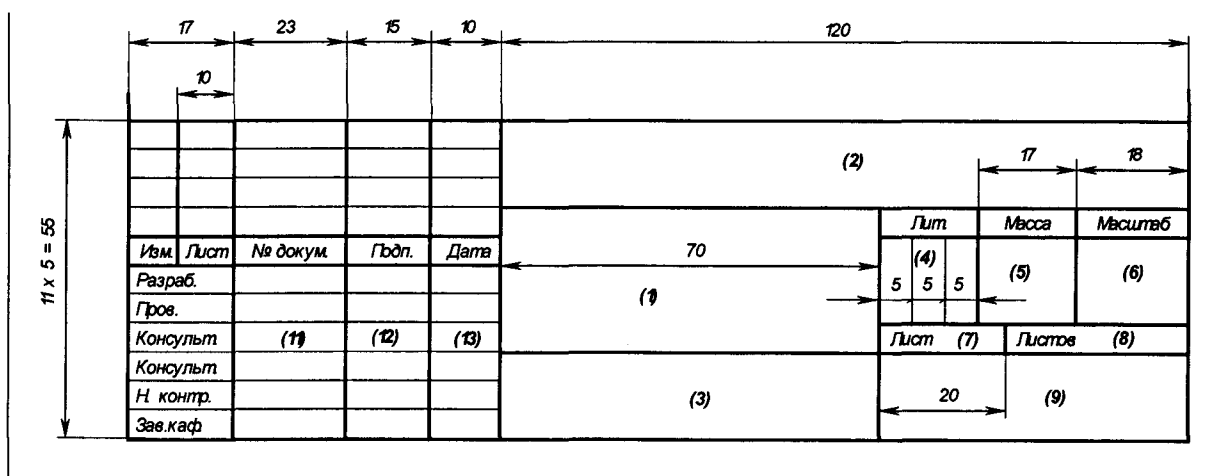 17 23 15 10 120
10
(2) 17 18
Лит. Масса Масштаб
Изм. Лист № докум. Подп. Дата 70 (4) (5) (6)
Разраб. (1) 5 5 5
Пров.
Консульт. (11) (12) (13) Лист (7) Листов (8)
Консульт.
Н. контр. (3) 20 (9)
Зав.каф.
11 x 5 = 55